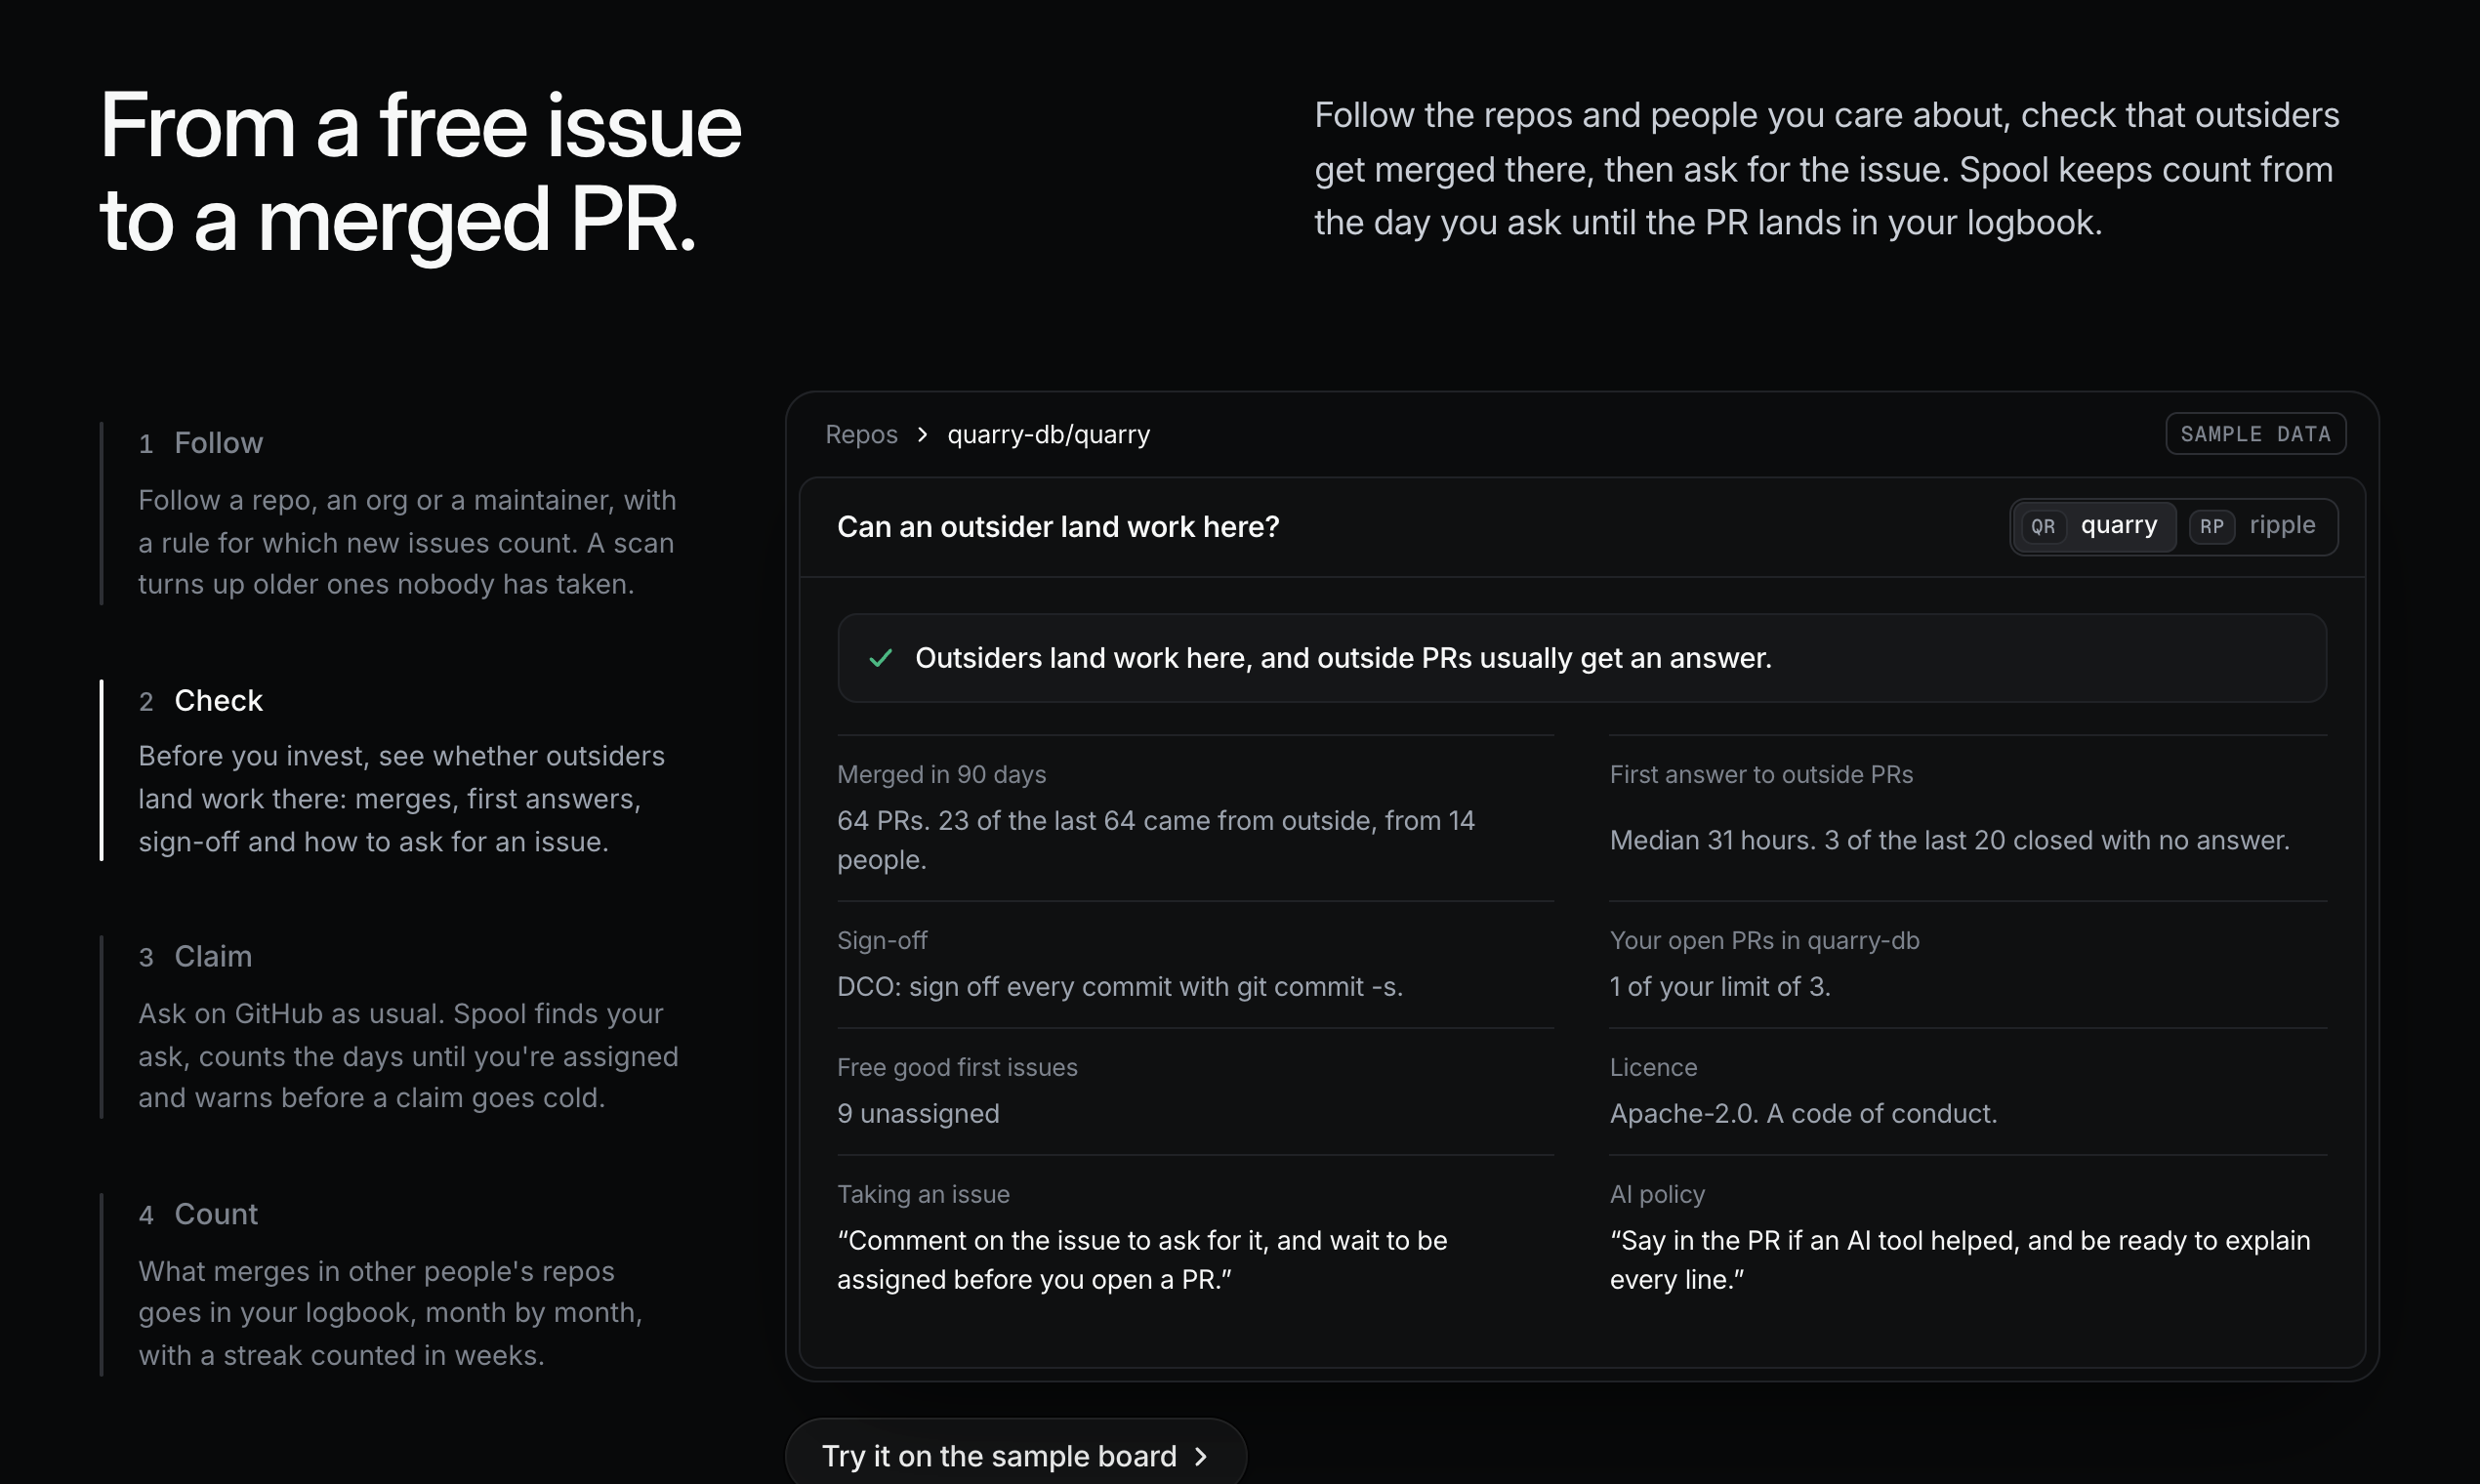 From a free issue
to a merged PR.
Follow the repos and people you care about, check that outsiders
get merged there, then ask for the issue. Spool keeps count from
the day you ask until the PR lands in your logbook.
1 Follow
Follow a repo, an org or a maintainer, with
a rule for which new issues count. A scan
turns up older ones nobody has taken.
2 Check
Before you invest, see whether outsiders
land work there: merges, first answers,
sign-off and how to ask for an issue.
3 Claim
Ask on GitHub as usual. Spool finds your
ask, counts the days until you're assigned
and warns before a claim goes cold.
4 Count
What merges in other people's repos
goes in your logbook, month by month,
with a streak counted in weeks.
Repos > quarry-db/quarry
SAMPLE DATA
Can an outsider land work here?
QR quarry RP ripple
Outsiders land work here, and outside PRs usually get an answer.
Merged in 90 days
64 PRs. 23 of the last 64 came from outside, from 14
people.
First answer to outside PRs
Median 31 hours. 3 of the last 20 closed with no answer.
Sign-off
DCO: sign off every commit with git commit -s.
Your open PRs in quarry-db
1 of your limit of 3.
Free good first issues
9 unassigned
Licence
Apache-2.0. A code of conduct.
Taking an issue
“Comment on the issue to ask for it, and wait to be
assigned before you open a PR.”
AI policy
“Say in the PR if an AI tool helped, and be ready to explain
every line.”
Try it on the sample board >